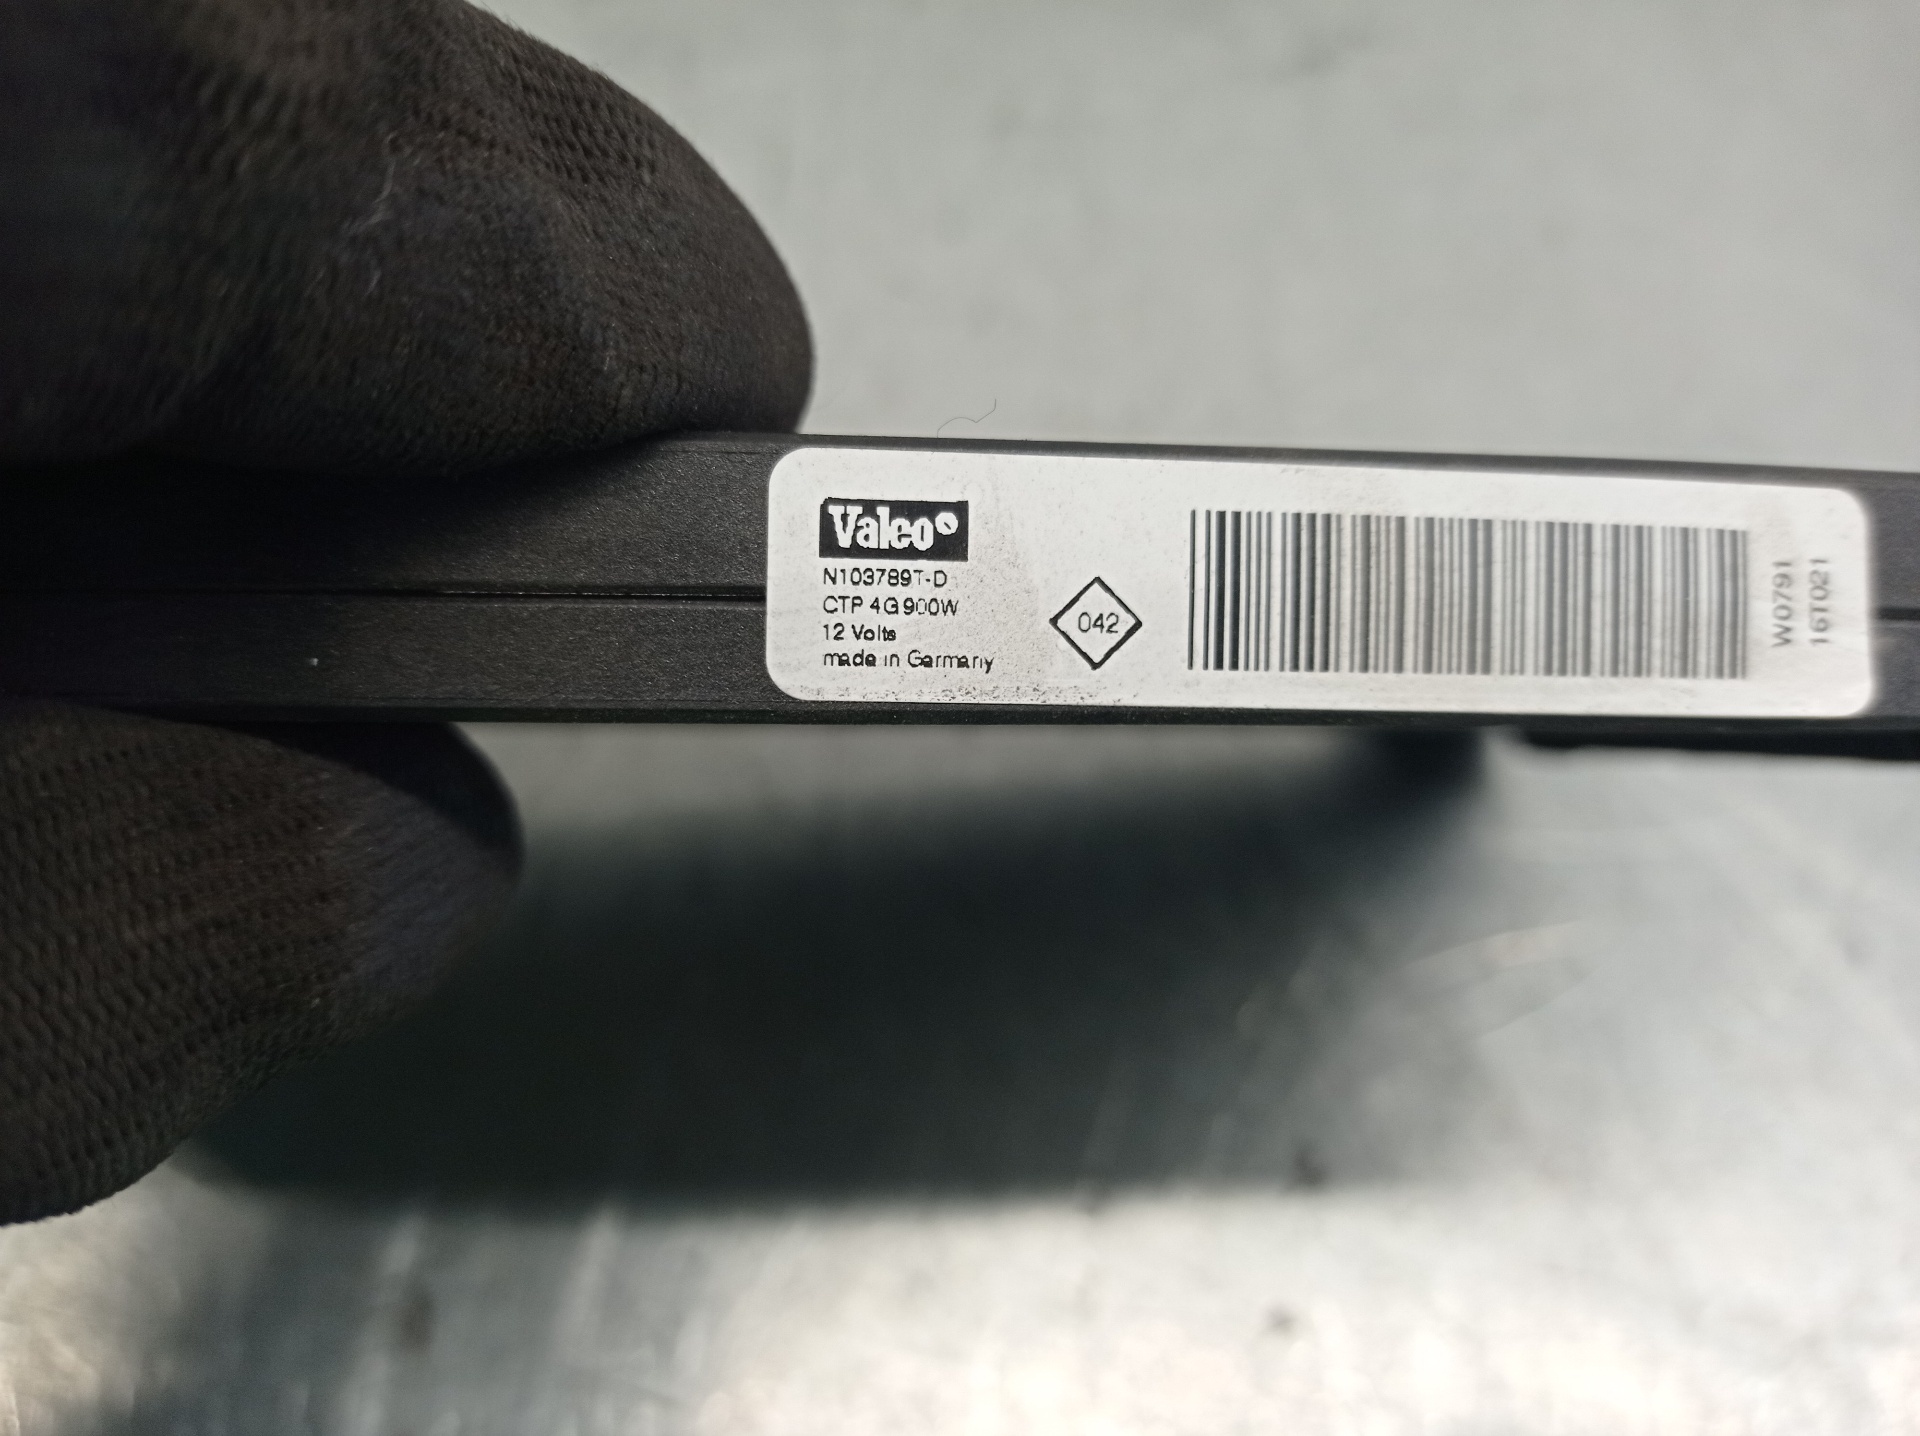 Valeo
N103789T-D
CTP 4G 900W
12 Volts
made in Germany
042
W0791
16T021